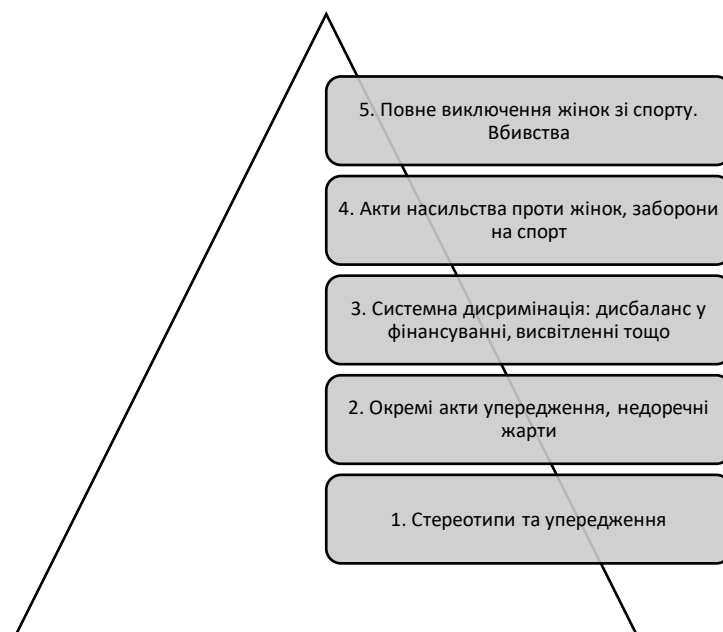 5. Повне виключення жінок зі спорту.
Вбивства
4. Акти насильства проти жінок, заборони
на спорт
3. Системна дисримінація: дисбаланс у
фінансуванні, висвітленні тощо
2. Окремі акти упередження, недоречні
жарти
1. Стереотипи та упередження